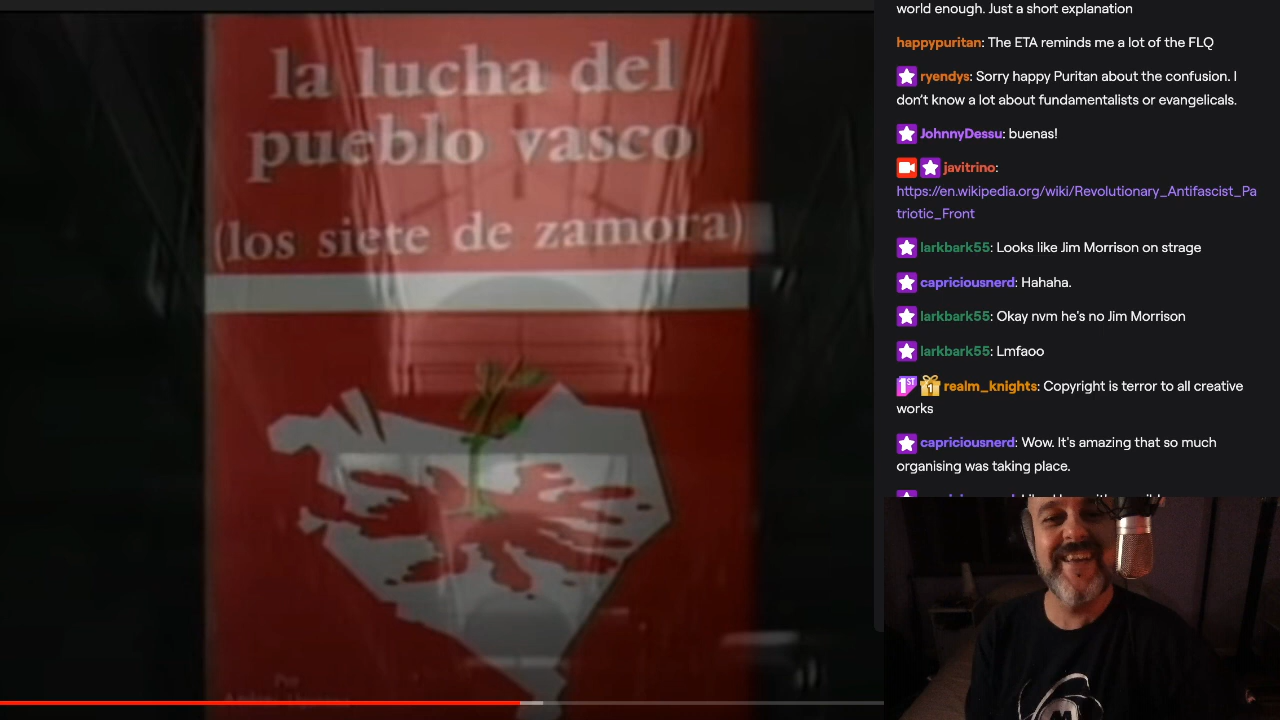 la lucha del
pueblo vasco
(los siete de zamora)
Por
world enough. Just a short explanation
happypuritan: The ETA reminds me a lot of the FLQ
ryendys: Sorry happy Puritan about the confusion. I
don't know a lot about fundamentalists or evangelicals.
JohnnyDessu: buenas!
javitrino:
https://en.wikipedia.org/wiki/Revolutionary_Antifascist_Pa
triotic_Front
larkbark55: Looks like Jim Morrison on strage
capriciousnerd: Hahaha.
larkbark55: Okay nvm he's no Jim Morrison
larkbark55: Lmfaoo
1ST 1 realm_knights: Copyright is terror to all creative
works
capriciousnerd: Wow. It's amazing that so much
organising was taking place.